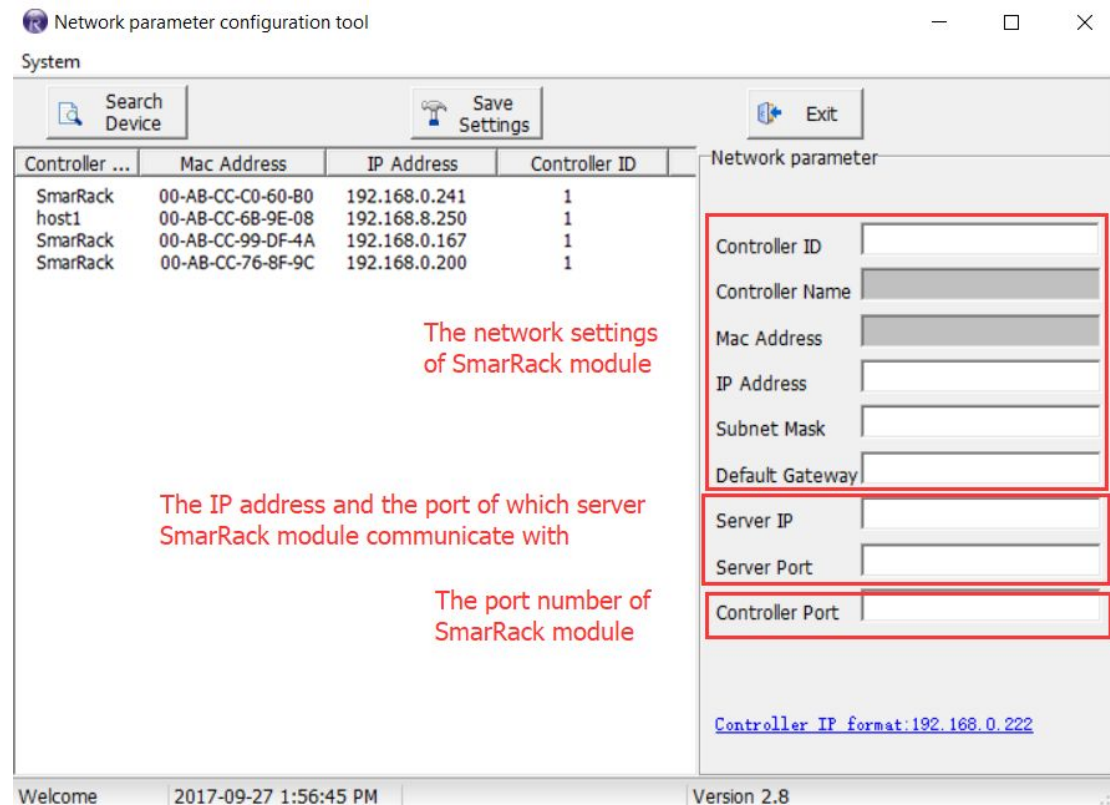 Network parameter configuration tool
System
Search
Device
Save
Settings
Exit
Controller ... Mac Address IP Address Controller ID
SmarRack 00-AB-CC-C0-60-B0 192.168.0.241 1
host1 00-AB-CC-6B-9E-08 192.168.8.250 1
SmarRack 00-AB-CC-99-DF-4A 192.168.0.167 1
SmarRack 00-AB-CC-76-8F-9C 192.168.0.200 1
The network settings
of SmarRack module
The IP address and the port of which server
SmarRack module communicate with
The port number of
SmarRack module
Network parameter
Controller ID
Controller Name
Mac Address
IP Address
Subnet Mask
Default Gateway
Server IP
Server Port
Controller Port
Controller IP format:192.168.0.222
Welcome 2017-09-27 1:56:45 PM Version 2.8